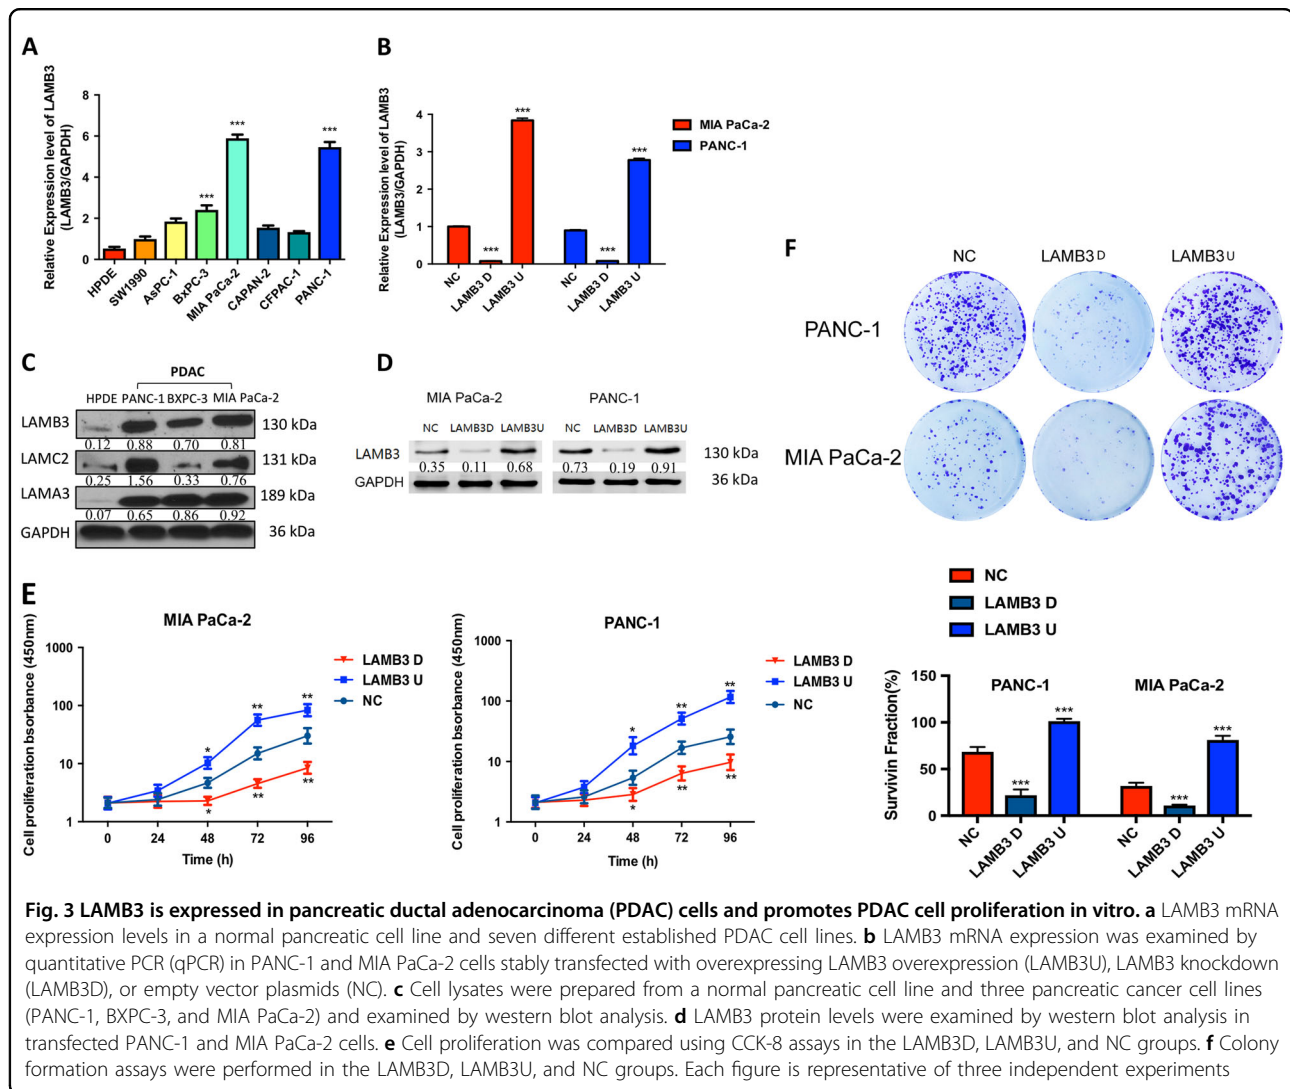 A
Relative Expression level of LAMB3
(LAMB3/GAPDH)
8
6
4
2
0
***
***
***
HPDE
SW1990
AsPC-1
BxPC-3
MIA PaCa-2
CAPAN-2
CFPAC-1
PANC-1
B
Relative Expression level of LAMB3
(LAMB3/GAPDH)
4
3
2
1
0
***
***
***
***
NC
LAMB3 D
LAMB3 U
NC
LAMB3 D
LAMB3 U
MIA PaCa-2
PANC-1
C
PDAC
HPDE PANC-1 BXPC-3 MIA PaCa-2
LAMB3 130 kDa
0.12 0.88 0.70 0.81
LAMC2 131 kDa
0.25 1.56 0.33 0.76
LAMA3 189 kDa
0.07 0.65 0.86 0.92
GAPDH 36 kDa
D
MIA PaCa-2 PANC-1
NC LAMB3D LAMB3U NC LAMB3D LAMB3U
LAMB3 130 kDa
0.35 0.11 0.68 0.73 0.19 0.91
GAPDH 36 kDa
E
MIA PaCa-2
Cell proliferation bsorbance (450nm)
1000
100
10
1
* ** **
* ** **
0 24 48 72 96
Time (h)
LAMB3 D
LAMB3 U
NC
PANC-1
Cell proliferation bsorbance (450nm)
1000
100
10
1
* ** **
* ** **
0 24 48 72 96
Time (h)
LAMB3 D
LAMB3 U
NC
F
NC LAMB3 D LAMB3 U
PANC-1
MIA PaCa-2
NC
LAMB3 D
LAMB3 U
Survivin Fraction(%)
150
100
50
0
PANC-1 MIA PaCa-2
***
***
***
***
NC
LAMB3 D
LAMB3 U
NC
LAMB3 D
LAMB3 U
Fig. 3 LAMB3 is expressed in pancreatic ductal adenocarcinoma (PDAC) cells and promotes PDAC cell proliferation in vitro. a LAMB3 mRNA
expression levels in a normal pancreatic cell line and seven different established PDAC cell lines. b LAMB3 mRNA expression was examined by
quantitative PCR (qPCR) in PANC-1 and MIA PaCa-2 cells stably transfected with overexpressing LAMB3 overexpression (LAMB3U), LAMB3 knockdown
(LAMB3D), or empty vector plasmids (NC). c Cell lysates were prepared from a normal pancreatic cell line and three pancreatic cancer cell lines
(PANC-1, BXPC-3, and MIA PaCa-2) and examined by western blot analysis. d LAMB3 protein levels were examined by western blot analysis in
transfected PANC-1 and MIA PaCa-2 cells. e Cell proliferation was compared using CCK-8 assays in the LAMB3D, LAMB3U, and NC groups. f Colony
formation assays were performed in the LAMB3D, LAMB3U, and NC groups. Each figure is representative of three independent experiments